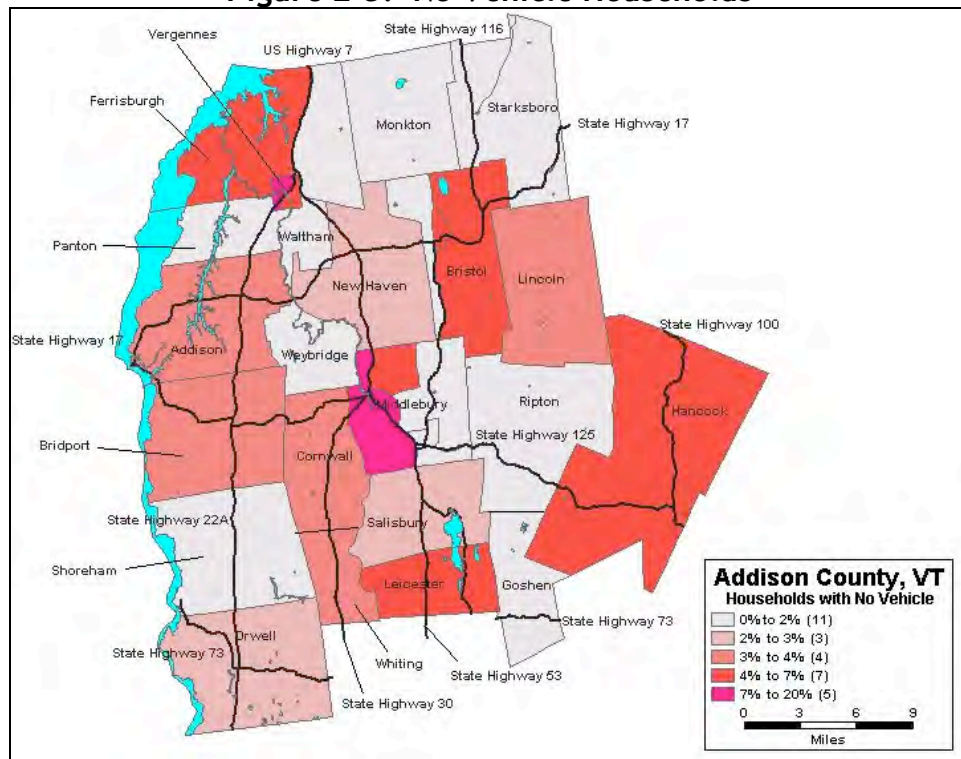 Vergennes
State Highway 116
US Highway 7
Ferrisburgh
Starksboro
Monkton
State Highway 17
Panton
Waltham
Bristol
Lincoln
New Haven
State Highway 17
Addison
Weybridge
State Highway 100
Middlebury
Ripton
Hancock
Bridport
State Highway 125
Cornwall
State Highway 22A
Salisbury
Shoreham
Leicester
Goshen
State Highway 73
Orwell
State Highway 73
Whiting
State Highway 53
State Highway 30
Addison County, VT
Households with No Vehicle
0% to 2% (11)
2% to 3% (3)
3% to 4% (4)
4% to 7% (7)
7% to 20% (5)
0 3 6 9
Miles